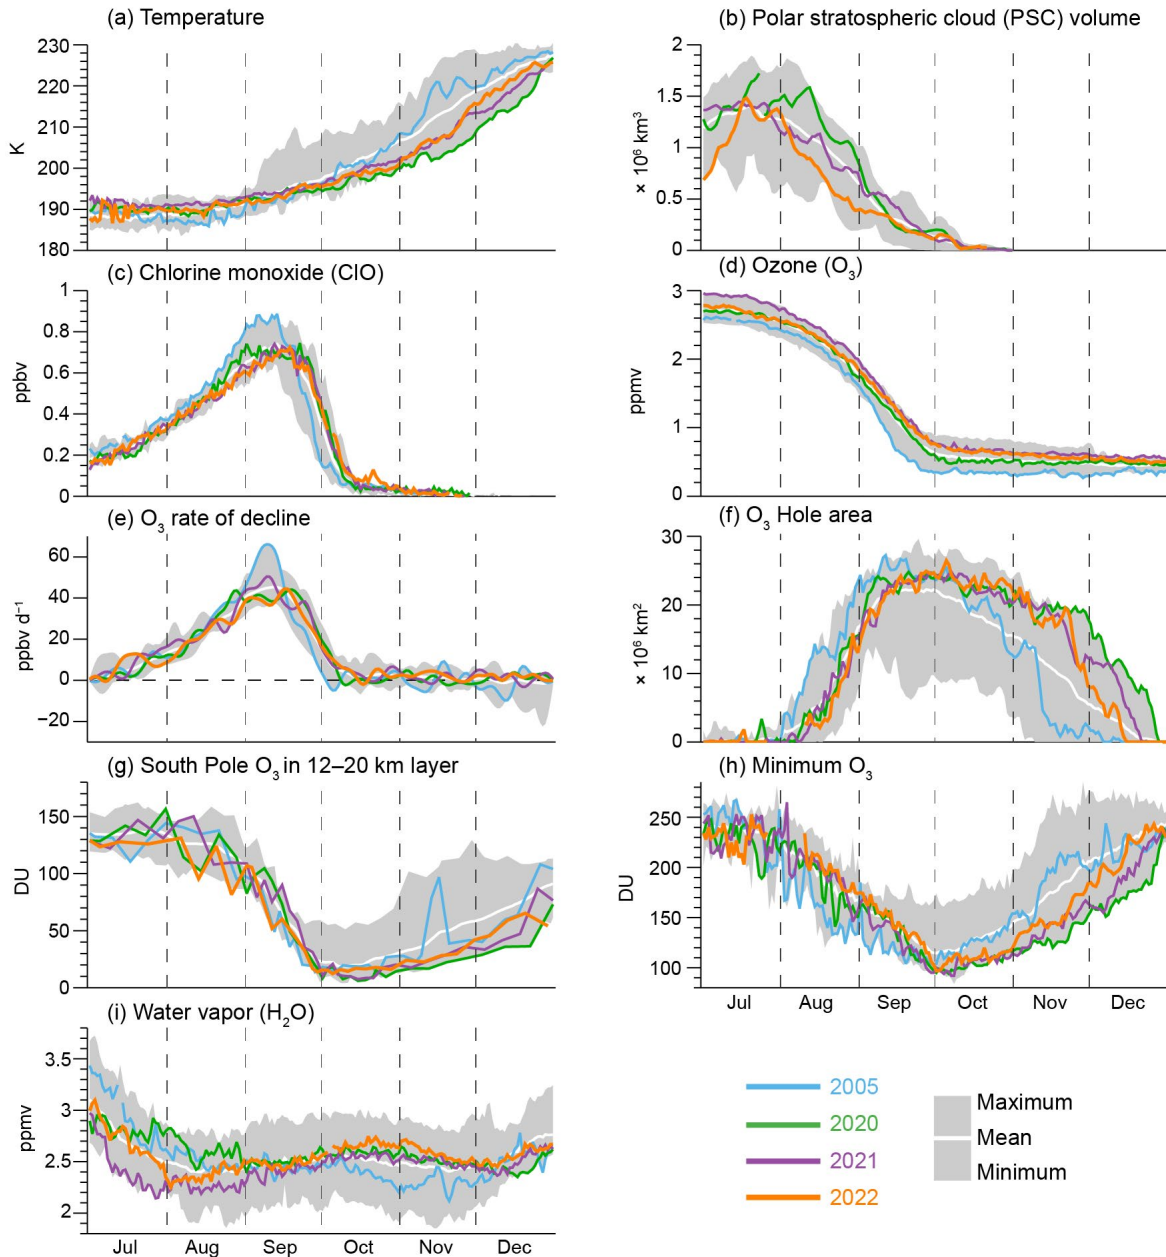 (a) Temperature
230
220
210
200
190
180
K
(b) Polar stratospheric cloud (PSC) volume
2
1.5
1
0.5
0
× 10⁶ km³
(c) Chlorine monoxide (ClO)
1
0.8
0.6
0.4
0.2
0
ppbv
(d) Ozone (O₃)
3
2
1
0
ppmv
(e) O₃ rate of decline
60
40
20
0
−20
ppbv d⁻¹
(f) O₃ Hole area
30
20
10
0
× 10⁶ km²
(g) South Pole O₃ in 12–20 km layer
150
100
50
0
DU
(h) Minimum O₃
250
200
150
100
DU
Jul Aug Sep Oct Nov Dec
(i) Water vapor (H₂O)
3.5
3
2.5
2
ppmv
Jul Aug Sep Oct Nov Dec
2005
2020
2021
2022
Maximum
Mean
Minimum